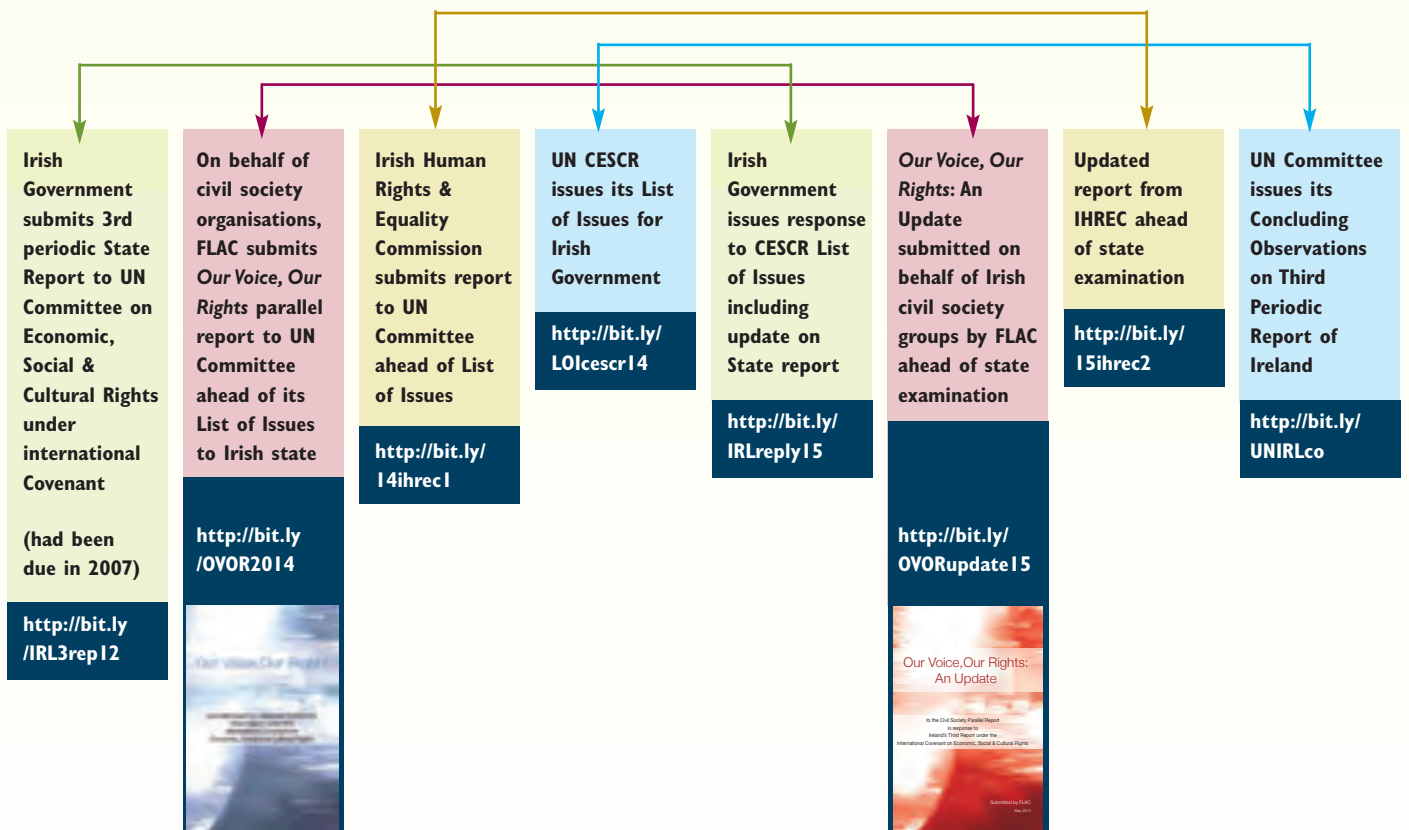 Irish
Government
submits 3rd
periodic State
Report to UN
Committee on
Economic,
Social &
Cultural Rights
under
international
Covenant
(had been
due in 2007)
http://bit.ly
/IRL3rep12
On behalf of
civil society
organisations,
FLAC submits
Our Voice, Our
Rights parallel
report to UN
Committee
ahead of its
List of Issues
to Irish state
http://bit.ly
/OVOR2014
Our Voice,Our Rights
Irish Human
Rights &
Equality
Commission
submits report
to UN
Committee
ahead of List
of Issues
http://bit.ly/
14ihrec1
UN CESCR
issues its List
of Issues for
Irish
Government
http://bit.ly/
LOIcescr14
Irish
Government
issues response
to CESCR List
of Issues
including
update on
State report
http://bit.ly/
IRLreply15
Our Voice, Our
Rights: An
Update
submitted on
behalf of Irish
civil society
groups by FLAC
ahead of state
examination
http://bit.ly/
OVORupdate15
Our Voice,Our Rights:
An Update
to the Civil Society Parallel Report
in response to
Ireland's Third Report under the
International Covenant on Economic, Social & Cultural Rights
Submitted by FLAC
Updated
report from
IHREC ahead
of state
examination
http://bit.ly/
15ihrec2
UN Committee
issues its
Concluding
Observations
on Third
Periodic
Report of
Ireland
http://bit.ly/
UNIRLco